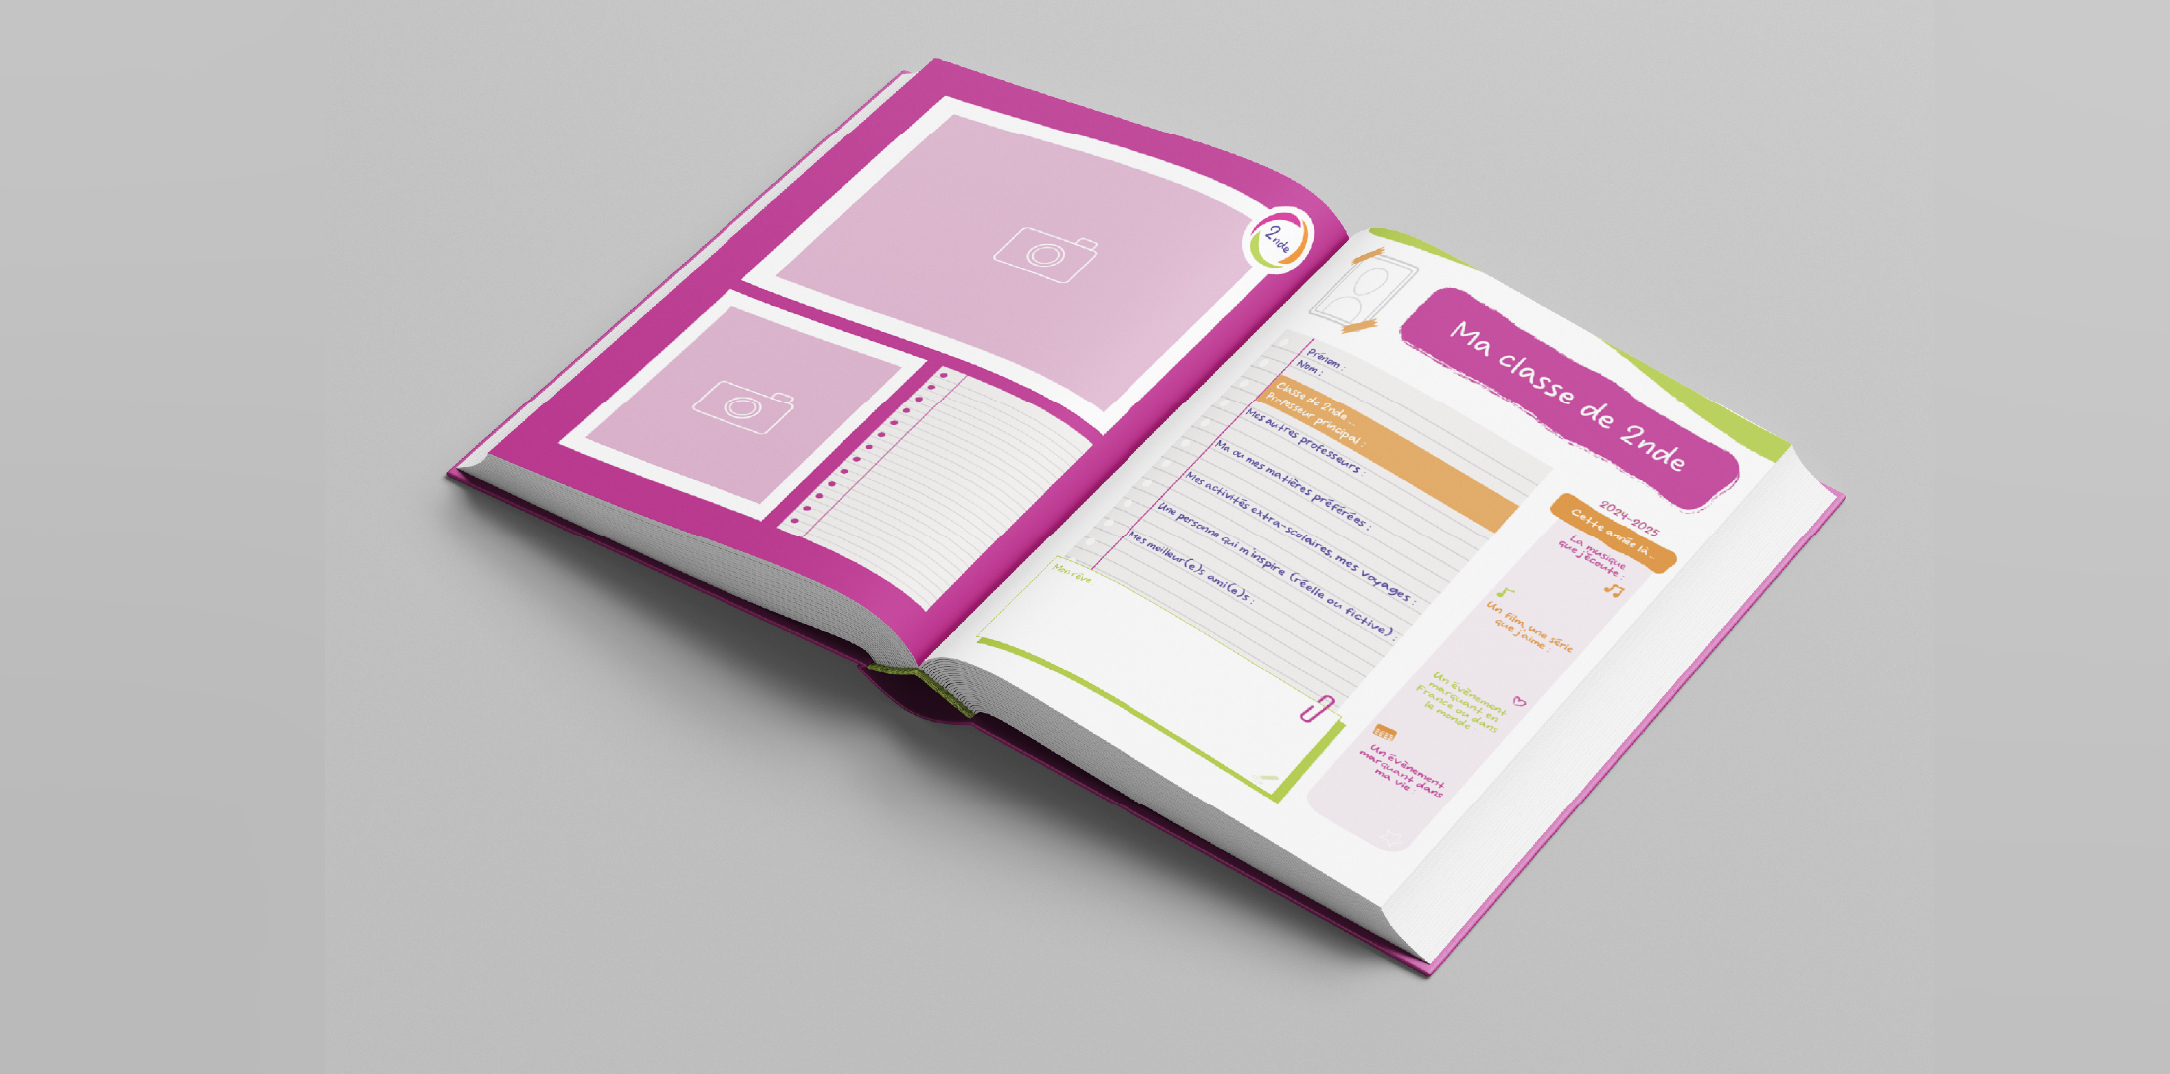 2nde
Ma classe de 2nde
Prénom :
Nom :
Classe de 2nde ...
Professeur principal :
Mes autres professeurs :
Ma ou mes matières préférées :
Mes activités extra-scolaires, mes voyages :
Une personne qui m'inspire (réelle ou fictive) :
Mes meilleur(e)s ami(e)s :
Mon rêve
2024-2025
Cette année là...
La musique
que j'écoute :
Un film, une série
que j'aime :
Un évènement
marquant en
France ou dans
le monde
Un évènement
marquant dans
ma vie :